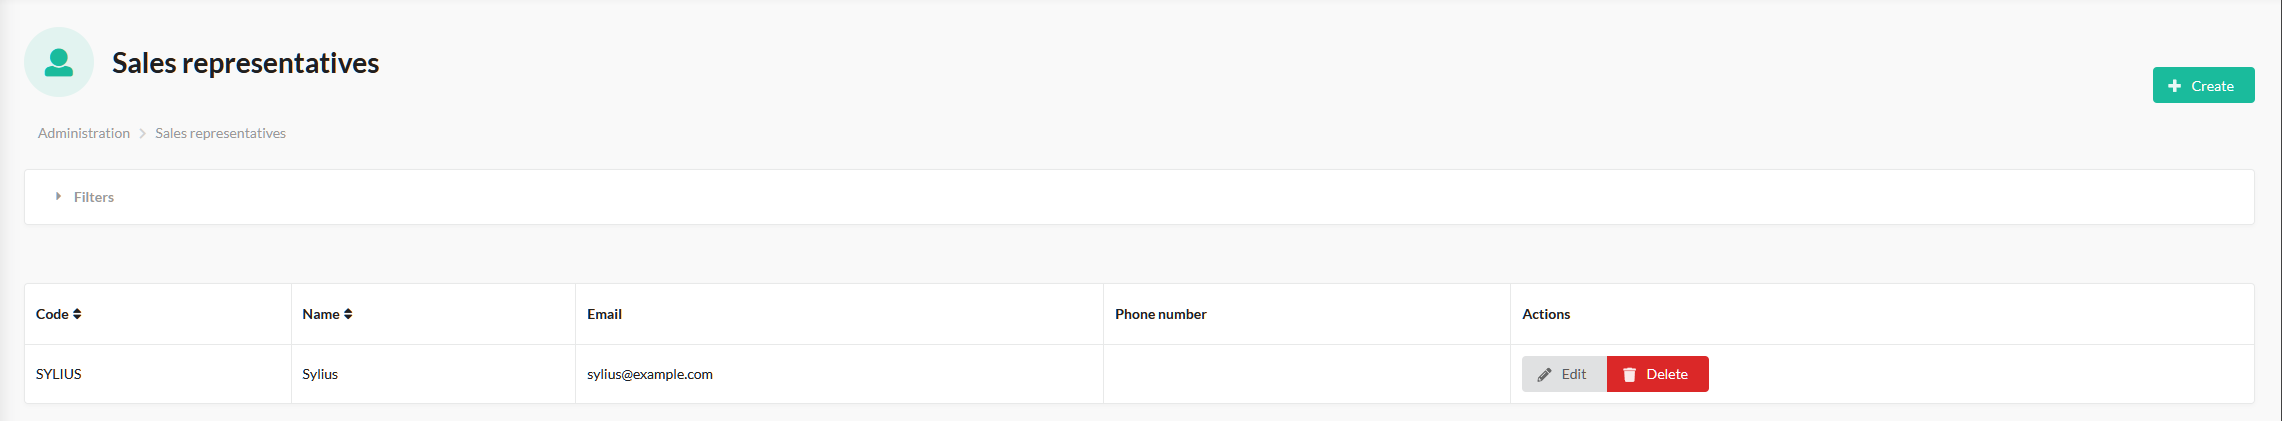 Sales representatives
Create
Administration Sales representatives
Filters
Code Name Email Phone number Actions
SYLIUS Sylius sylius@example.com Edit Delete